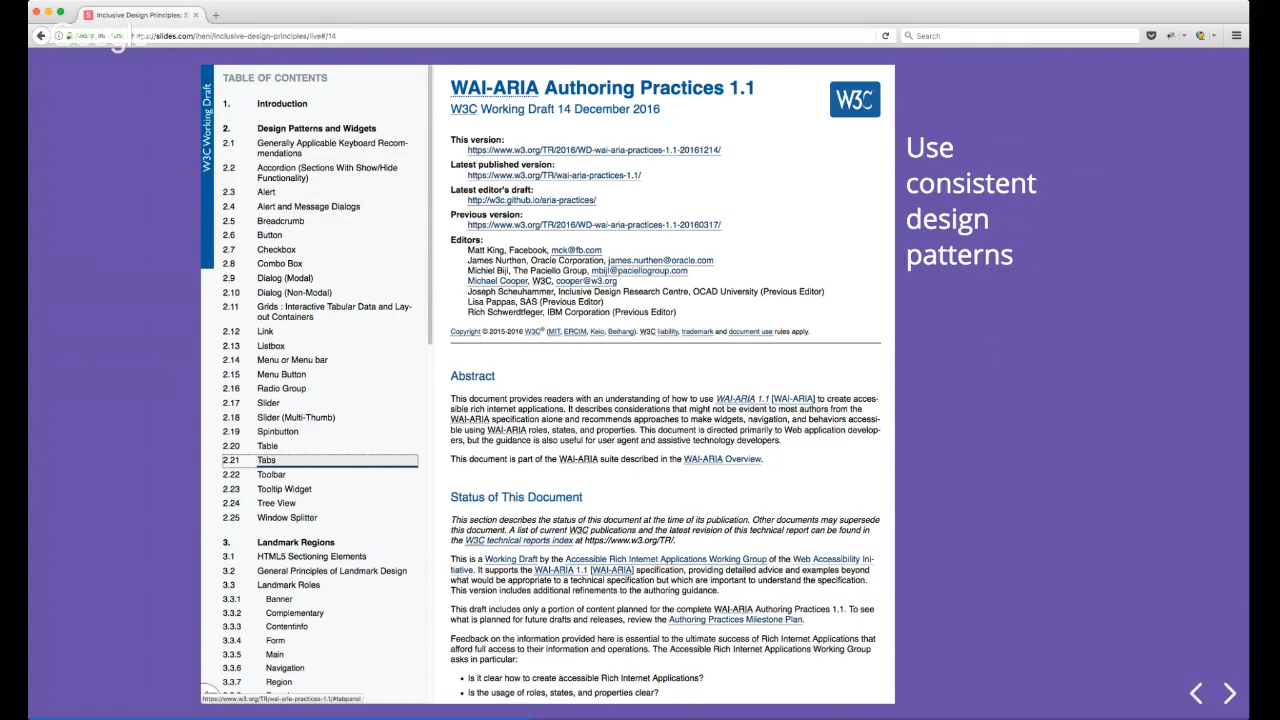 Inclusive Design Principles: S
https://slides.com/iheni/inclusive-design-principles/live#/14
Search
W3C Working Draft
TABLE OF CONTENTS
1. Introduction
2. Design Patterns and Widgets
2.1 Generally Applicable Keyboard Recom-
mendations
2.2 Accordion (Sections With Show/Hide
Functionality)
2.3 Alert
2.4 Alert and Message Dialogs
2.5 Breadcrumb
2.6 Button
2.7 Checkbox
2.8 Combo Box
2.9 Dialog (Modal)
2.10 Dialog (Non-Modal)
2.11 Grids : Interactive Tabular Data and Lay-
out Containers
2.12 Link
2.13 Listbox
2.14 Menu or Menu bar
2.15 Menu Button
2.16 Radio Group
2.17 Slider
2.18 Slider (Multi-Thumb)
2.19 Spinbutton
2.20 Table
2.21 Tabs
2.22 Toolbar
2.23 Tooltip Widget
2.24 Tree View
2.25 Window Splitter
3. Landmark Regions
3.1 HTML5 Sectioning Elements
3.2 General Principles of Landmark Design
3.3 Landmark Roles
3.3.1 Banner
3.3.2 Complementary
3.3.3 Contentinfo
3.3.4 Form
3.3.5 Main
3.3.6 Navigation
3.3.7 Region
https://www.w3.org/TR/wai-aria-practices-1.1/#tabpanel
WAI-ARIA Authoring Practices 1.1
W3C Working Draft 14 December 2016
W3C
This version:
https://www.w3.org/TR/2016/WD-wai-aria-practices-1.1-20161214/
Latest published version:
https://www.w3.org/TR/wai-aria-practices-1.1/
Latest editor's draft:
http://w3c.github.io/aria-practices/
Previous version:
https://www.w3.org/TR/2016/WD-wai-aria-practices-1.1-20160317/
Editors:
Matt King, Facebook, mck@fb.com
James Nurthen, Oracle Corporation, james.nurthen@oracle.com
Michiel Bijl, The Paciello Group, mbijl@paciellogroup.com
Michael Cooper, W3C, cooper@w3.org
Joseph Scheuhammer, Inclusive Design Research Centre, OCAD University (Previous Editor)
Lisa Pappas, SAS (Previous Editor)
Rich Schwerdtfeger, IBM Corporation (Previous Editor)
Copyright © 2015-2016 W3C® (MIT, ERCIM, Keio, Beihang). W3C liability, trademark and document use rules apply.
Abstract
This document provides readers with an understanding of how to use WAI-ARIA 1.1 [WAI-ARIA] to create acces-
sible rich internet applications. It describes considerations that might not be evident to most authors from the
WAI-ARIA specification alone and recommends approaches to make widgets, navigation, and behaviors accessi-
ble using WAI-ARIA roles, states, and properties. This document is directed primarily to Web application develop-
ers, but the guidance is also useful for user agent and assistive technology developers.
This document is part of the WAI-ARIA suite described in the WAI-ARIA Overview.
Status of This Document
This section describes the status of this document at the time of its publication. Other documents may supersede
this document. A list of current W3C publications and the latest revision of this technical report can be found in
the W3C technical reports index at https://www.w3.org/TR/.
This is a Working Draft by the Accessible Rich Internet Applications Working Group of the Web Accessibility Ini-
tiative. It supports the WAI-ARIA 1.1 [WAI-ARIA] specification, providing detailed advice and examples beyond
what would be appropriate to a technical specification but which are important to understand the specification.
This version includes additional refinements to the authoring guidance.
This draft includes only a portion of content planned for the complete WAI-ARIA Authoring Practices 1.1. To see
what is planned for future drafts and releases, review the Authoring Practices Milestone Plan.
Feedback on the information provided here is essential to the ultimate success of Rich Internet Applications that
afford full access to their information and operations. The Accessible Rich Internet Applications Working Group
asks in particular:
• Is it clear how to create accessible Rich Internet Applications?
• Is the usage of roles, states, and properties clear?
Use
consistent
design
patterns